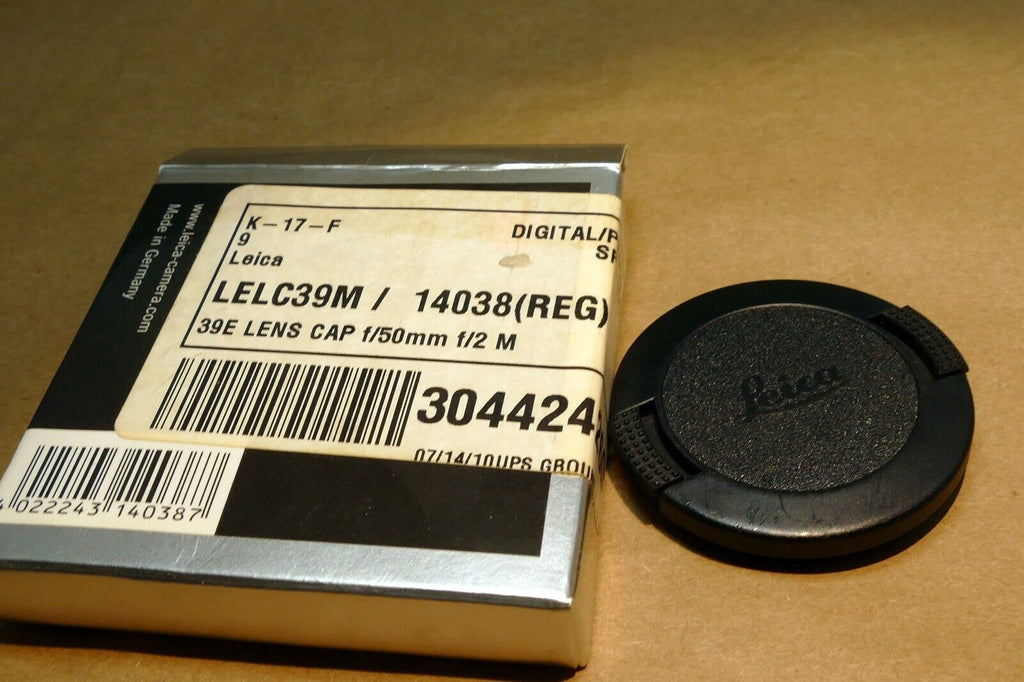 www.leica-camera.com
Made in Germany
K-17-F
9
Leica
DIGITAL/
LELC39M / 14038(REG)
39E LENS CAP f/50mm f/2 M
304424
07/14/10UPS GROU
4 022243 140387
Leica